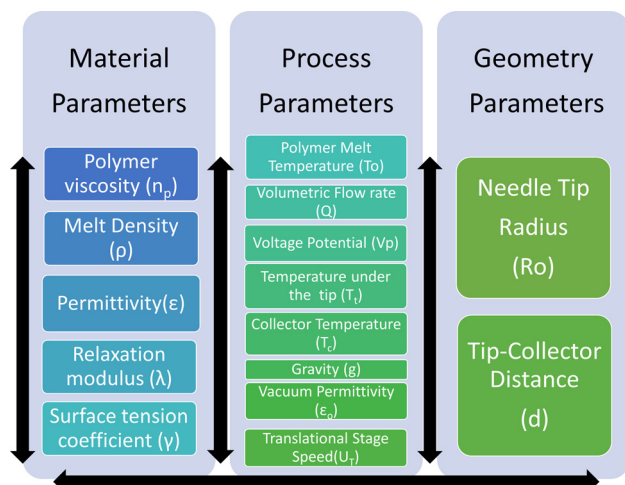 Material
Parameters
Polymer
viscosity (nₚ)
Melt Density
(ρ)
Permittivity(ε)
Relaxation
modulus (λ)
Surface tension
coefficient (γ)
Process
Parameters
Polymer Melt
Temperature (To)
Volumetric Flow rate
(Q)
Voltage Potential (Vp)
Temperature under
the tip (Tₜ)
Collector Temperature
(T꜀)
Gravity (g)
Vacuum Permittivity
(εₒ)
Translational Stage
Speed(U_T)
Geometry
Parameters
Needle Tip
Radius
(Ro)
Tip-Collector
Distance
(d)